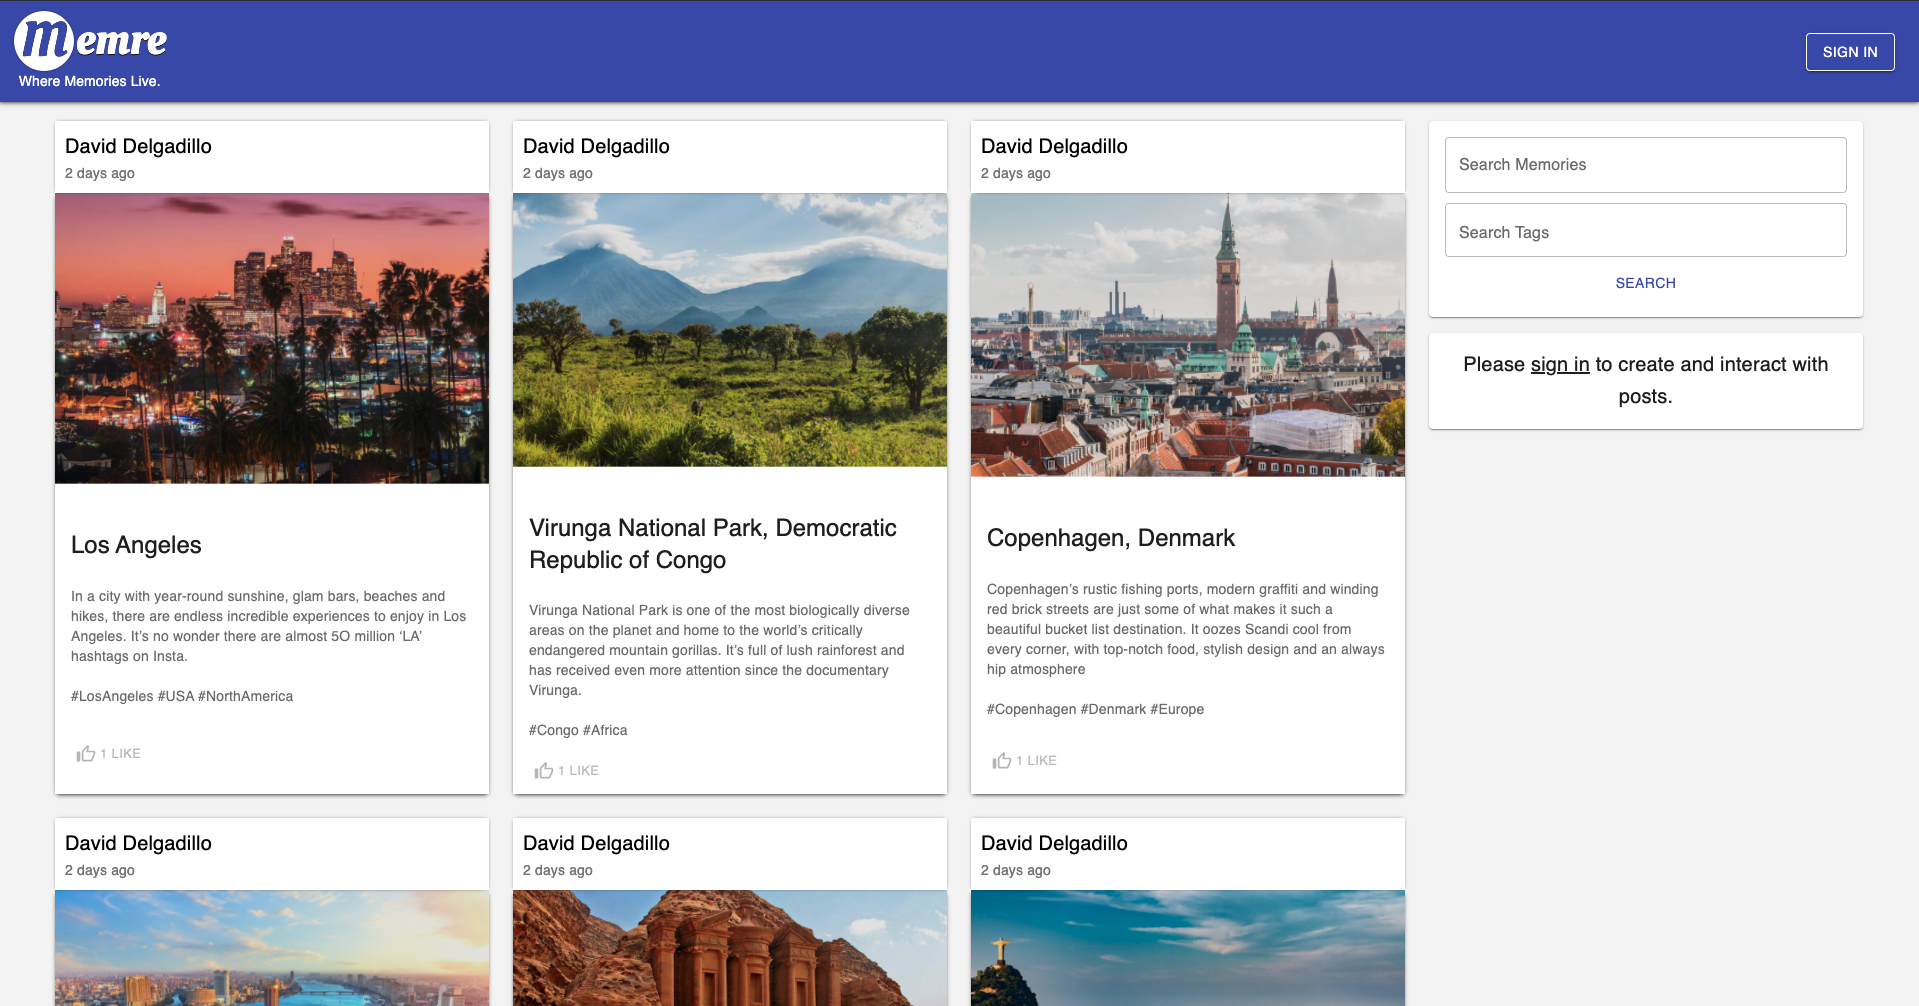 Memre
Where Memories Live.
SIGN IN
David Delgadillo
2 days ago
Los Angeles
In a city with year-round sunshine, glam bars, beaches and
hikes, there are endless incredible experiences to enjoy in Los
Angeles. It’s no wonder there are almost 5O million ‘LA’
hashtags on Insta.
#LosAngeles #USA #NorthAmerica
1 LIKE
David Delgadillo
2 days ago
Virunga National Park, Democratic
Republic of Congo
Virunga National Park is one of the most biologically diverse
areas on the planet and home to the world’s critically
endangered mountain gorillas. It’s full of lush rainforest and
has received even more attention since the documentary
Virunga.
#Congo #Africa
1 LIKE
David Delgadillo
2 days ago
Copenhagen, Denmark
Copenhagen’s rustic fishing ports, modern graffiti and winding
red brick streets are just some of what makes it such a
beautiful bucket list destination. It oozes Scandi cool from
every corner, with top-notch food, stylish design and an always
hip atmosphere
#Copenhagen #Denmark #Europe
1 LIKE
Search Memories
Search Tags
SEARCH
Please sign in to create and interact with
posts.
David Delgadillo
2 days ago
David Delgadillo
2 days ago
David Delgadillo
2 days ago